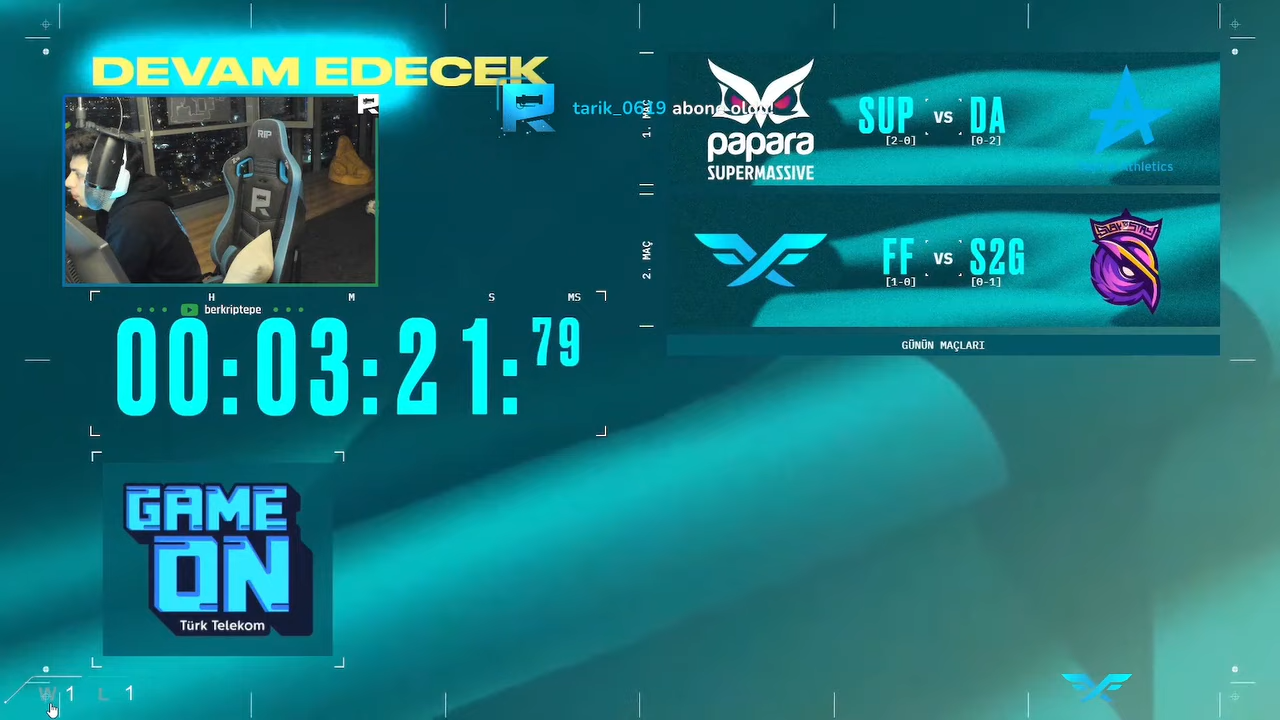 DEVAM EDECEK
tarik_0619 abone oldu!
RIP
H M S MS
berkriptepe
00:03:21:79
GAME
ON
Türk Telekom
W 1 L 1
1. MAÇ
papara
SUPERMASSIVE
SUP vs DA
[2-0] [0-2]
thletics
2. MAÇ
FF vs S2G
[1-0] [0-1]
GÜNÜN MAÇLARI